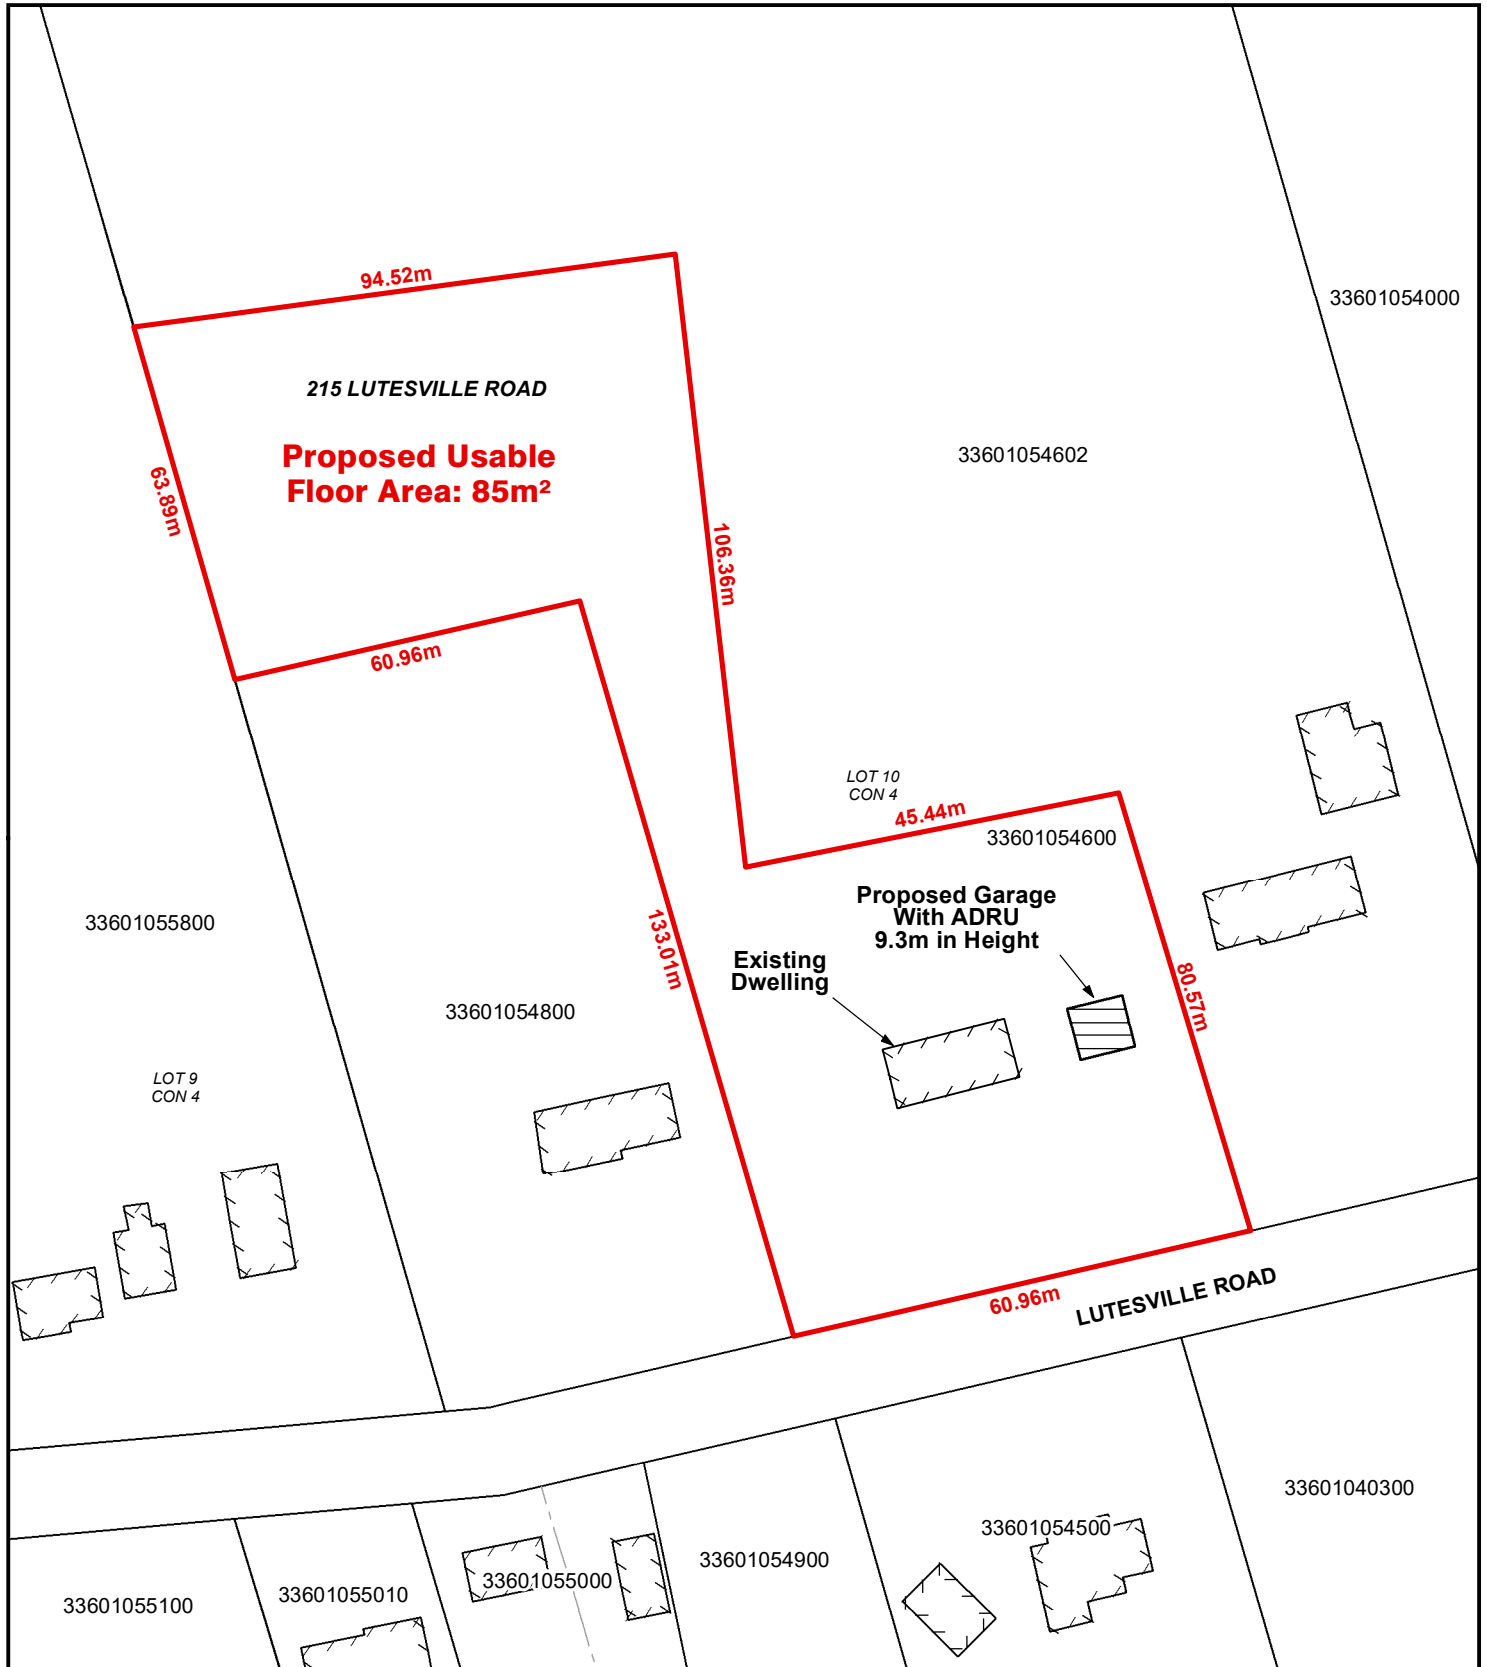 94.52m
33601054000
215 LUTESVILLE ROAD
33601054602
Proposed Usable
Floor Area: 85m²
63.89m
106.36m
60.96m
LOT 10
CON 4
45.44m
33601054600
Proposed Garage
With ADRU
9.3m in Height
33601055800
133.01m
Existing
Dwelling
80.57m
33601054800
LOT 9
CON 4
60.96m
LUTESVILLE ROAD
33601040300
33601054500
33601054900
33601055000
33601055010
33601055100